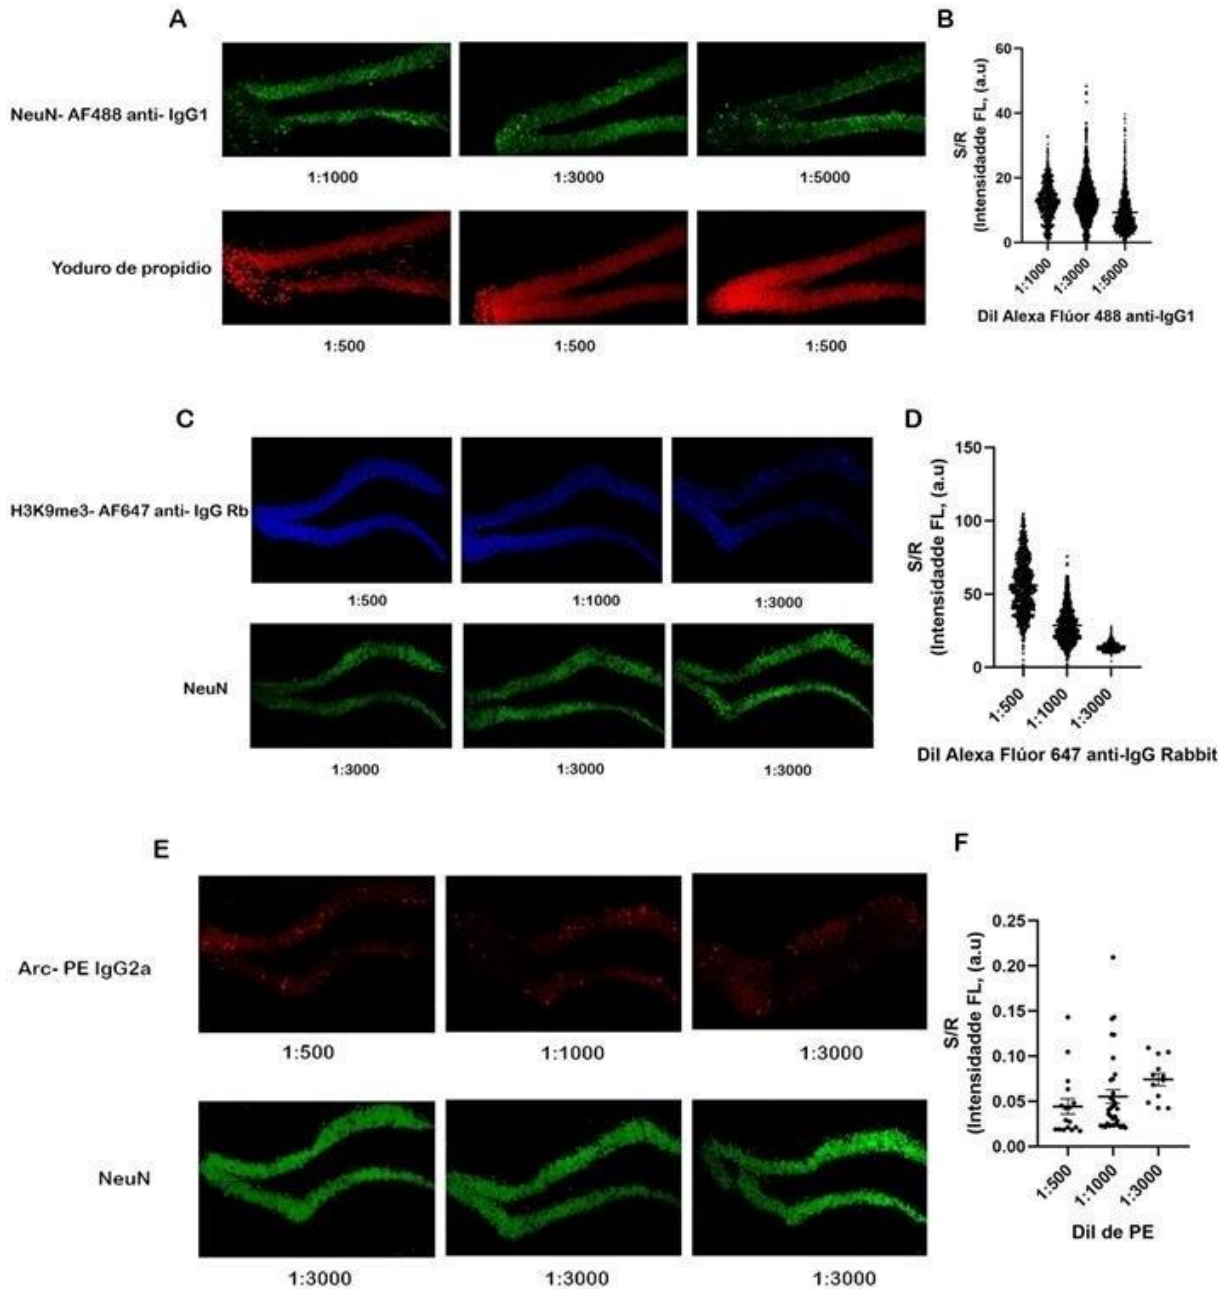 A
NeuN- AF488 anti- IgG1
1:1000
1:3000
1:5000
Yoduro de propidio
1:500
1:500
1:500
B
60
40
20
0
S/R
(Intensidadde FL, (a.u)
1:1000
1:3000
1:5000
Dil Alexa Flúor 488 anti-IgG1
C
H3K9me3- AF647 anti- IgG Rb
1:500
1:1000
1:3000
NeuN
1:3000
1:3000
1:3000
D
150
100
50
0
S/R
(Intensidadde FL, (a.u)
1:500
1:1000
1:3000
Dil Alexa Flúor 647 anti-IgG Rabbit
E
Arc- PE IgG2a
1:500
1:1000
1:3000
NeuN
1:3000
1:3000
1:3000
F
0.25
0.20
0.15
0.10
0.05
0.00
S/R
(Intensidadde FL, (a.u)
1:500
1:1000
1:3000
Dil de PE